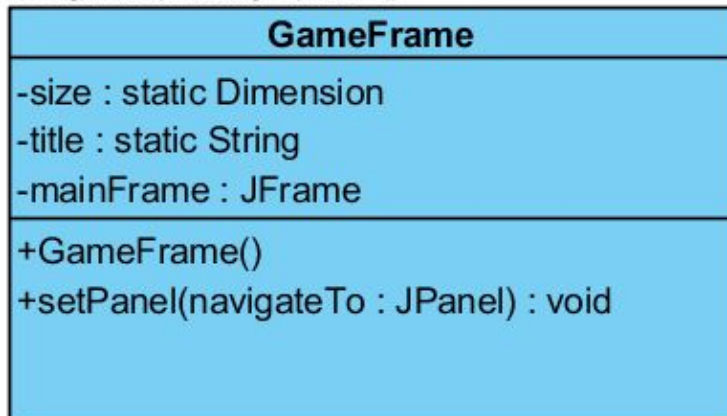 GameFrame
-size : static Dimension
-title : static String
-mainFrame : JFrame
+GameFrame()
+setPanel(navigateTo : JPanel) : void